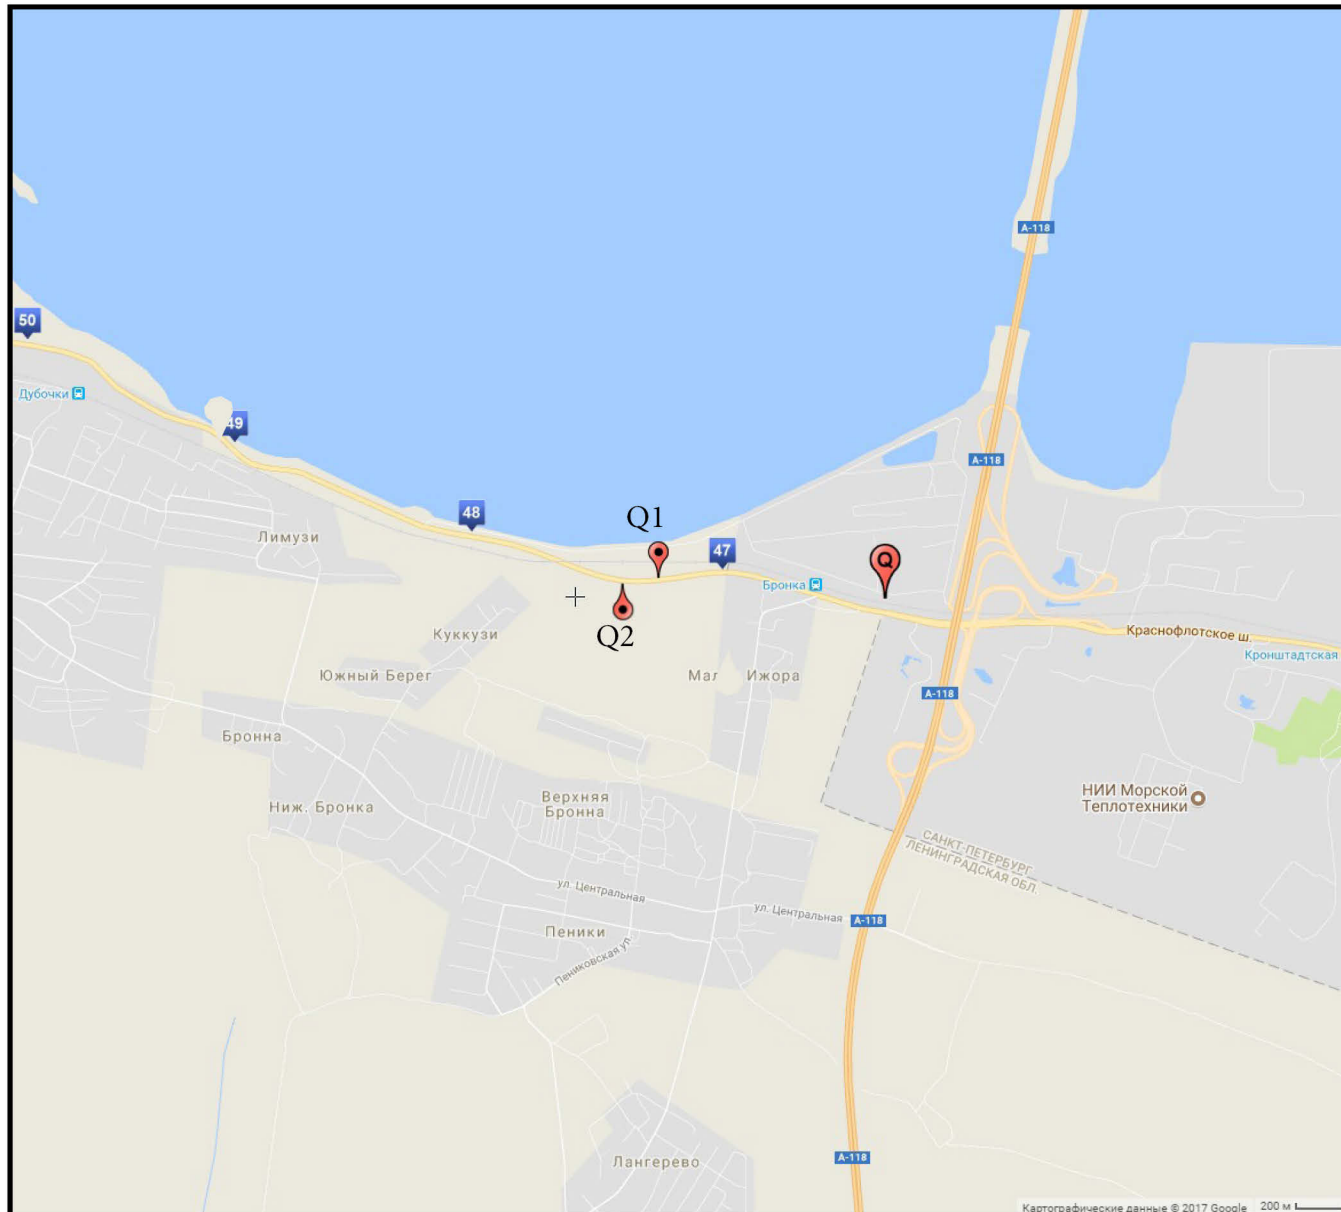 А-118
50
Дубочки
49
А-118
48
Q1
Лимузи
47
Q
Бронка
Q2
Куккузи
Краснофлотское ш.
Кронштадтская
Южный Берег
Мал Ижора
А-118
Бронна
НИИ Морской
Теплотехники
Верхняя
Бронна
Ниж. Бронка
САНКТ-ПЕТЕРБУРГ
ЛЕНИНГРАДСКАЯ ОБЛ.
ул. Центральная
ул. Центральная
А-118
Пеники
Пениковская ул.
Лангерево
А-118
Картографические данные © 2017 Google
200 м